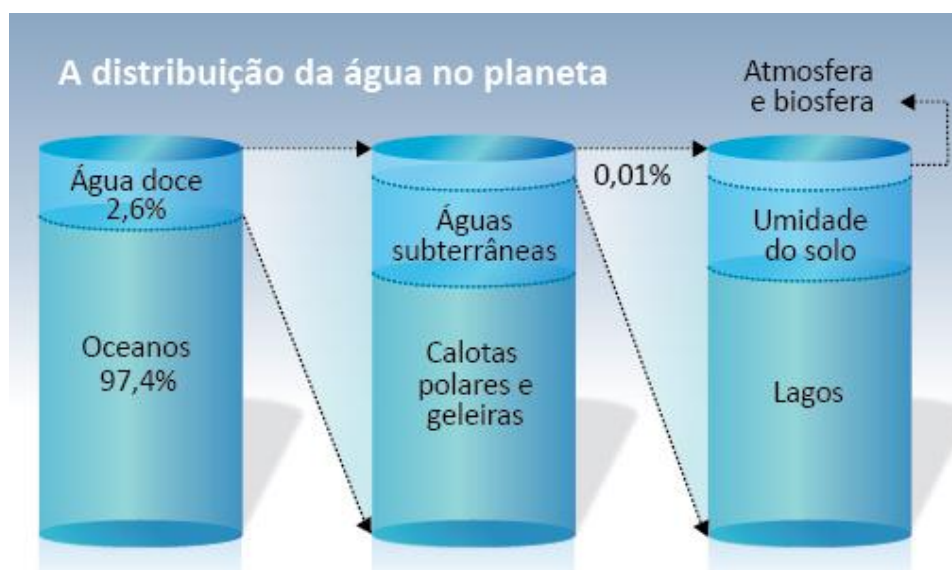 A distribuição da água no planeta
Água doce
2,6%
Oceanos
97,4%
Águas
subterrâneas
Calotas
polares e
geleiras
0,01%
Atmosfera
e biosfera
Umidade
do solo
Lagos